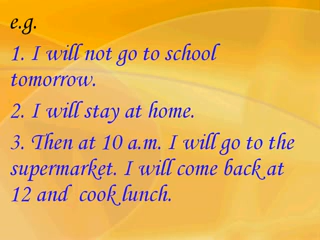 e.g.
1. I will not go to school
tomorrow.
2. I will stay at home.
3. Then at 10 a.m. I will go to the
supermarket. I will come back at
12 and  cook lunch.